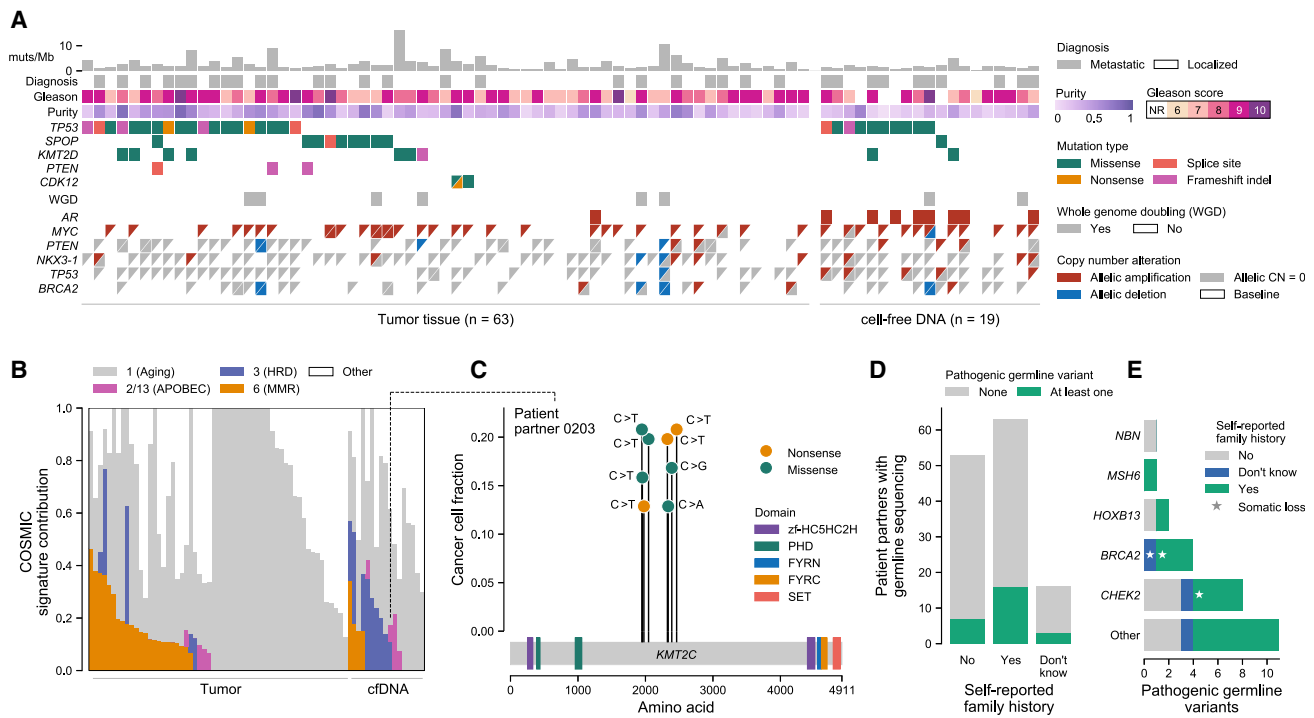 A
muts/Mb
10
0
Diagnosis
Gleason
Purity
TP53
SPOP
KMT2D
PTEN
CDK12
WGD
AR
MYC
PTEN
NKX3-1
TP53
BRCA2
Tumor tissue (n = 63)
cell-free DNA (n = 19)
Diagnosis
Metastatic
Localized
Purity
0 0.5 1
Gleason score
NR 6 7 8 9 10
Mutation type
Missense
Splice site
Nonsense
Frameshift indel
Whole genome doubling (WGD)
Yes
No
Copy number alteration
Allelic amplification
Allelic CN = 0
Allelic deletion
Baseline
B
1 (Aging)
3 (HRD)
Other
2/13 (APOBEC)
6 (MMR)
COSMIC
signature contribution
1.0
0.8
0.6
0.4
0.2
0.0
Tumor
cfDNA
C
Patient
partner 0203
Cancer cell fraction
0.20
0.15
0.10
0.05
0.00
C>T
C>T
C>T
C>T
C>T
C>T
C>G
C>A
Nonsense
Missense
Domain
zf-HC5HC2H
PHD
FYRN
FYRC
SET
KMT2C
0 1000 2000 3000 4000 4911
Amino acid
D
Pathogenic germline variant
None
At least one
Patient partners with
germline sequencing
60
50
40
30
20
10
0
No
Yes
Don't
know
Self-reported
family history
E
NBN
MSH6
HOXB13
BRCA2
CHEK2
Other
Self-reported
family history
No
Don't know
Yes
Somatic loss
0 2 4 6 8 10
Pathogenic germline
variants